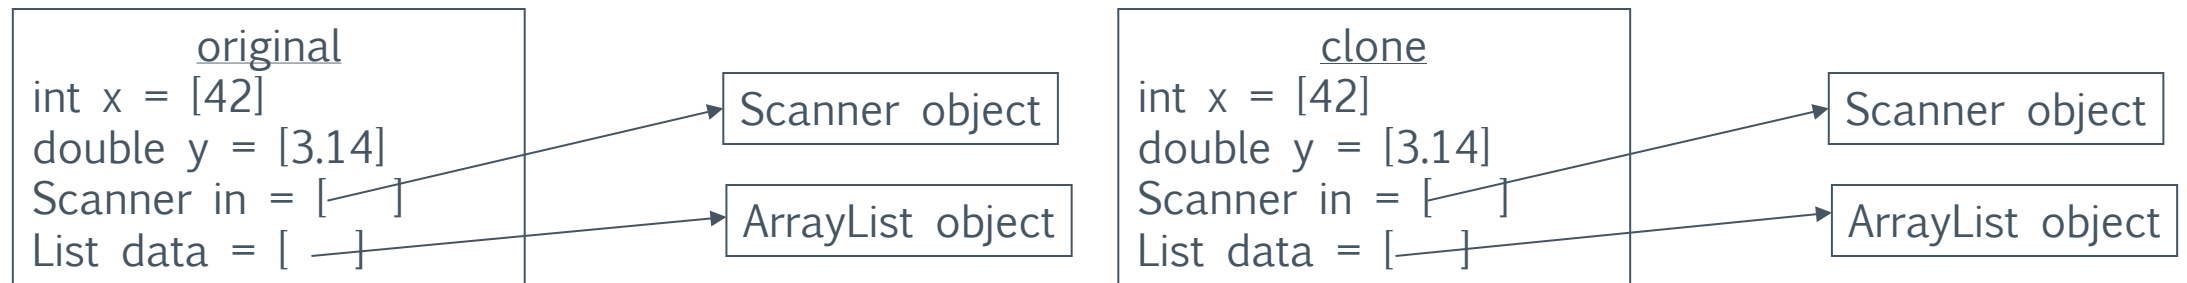 original
int x = [42]
double y = [3.14]
Scanner in = [ ]
List data = [ ]
Scanner object
ArrayList object
clone
int x = [42]
double y = [3.14]
Scanner in = [ ]
List data = [ ]
Scanner object
ArrayList object